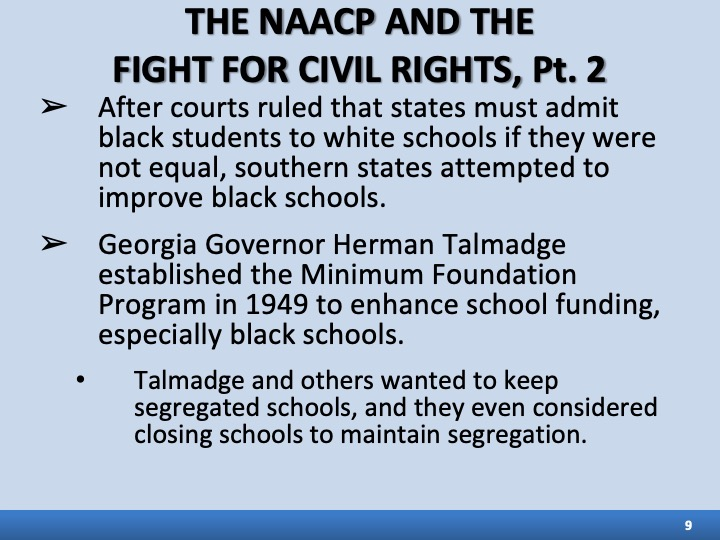 THE NAACP AND THE
FIGHT FOR CIVIL RIGHTS, Pt. 2
➢ After courts ruled that states must admit
black students to white schools if they were
not equal, southern states attempted to
improve black schools.
➢ Georgia Governor Herman Talmadge
established the Minimum Foundation
Program in 1949 to enhance school funding,
especially black schools.
• Talmadge and others wanted to keep
segregated schools, and they even considered
closing schools to maintain segregation.
9